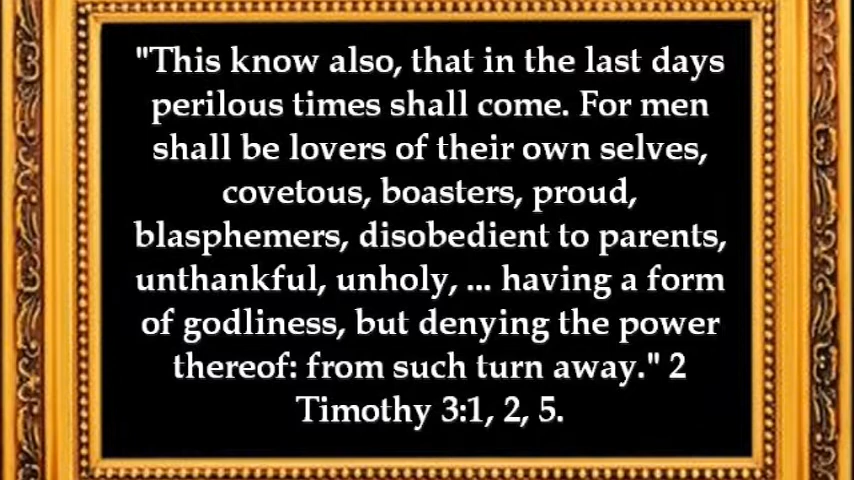 "This know also, that in the last days
perilous times shall come. For men
shall be lovers of their own selves,
covetous, boasters, proud,
blasphemers, disobedient to parents,
unthankful, unholy, ... having a form
of godliness, but denying the power
thereof: from such turn away." 2
Timothy 3:1, 2, 5.